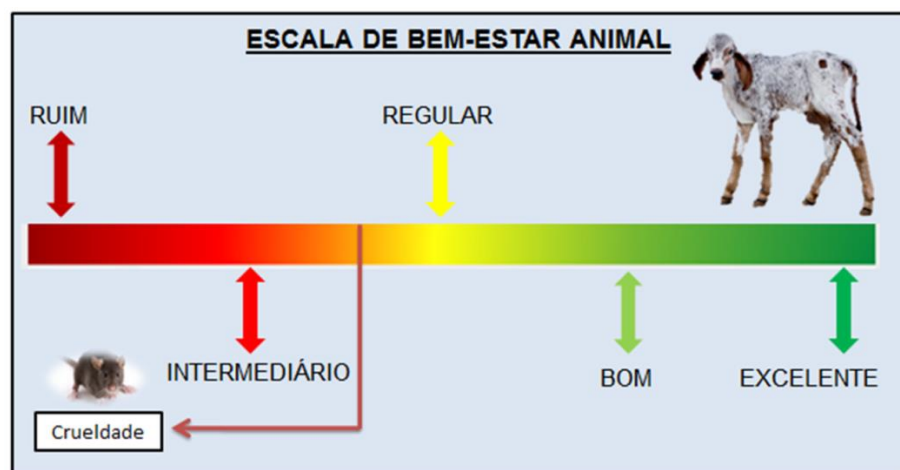 ESCALA DE BEM-ESTAR ANIMAL
RUIM
REGULAR
INTERMEDIÁRIO
BOM
EXCELENTE
Crueldade